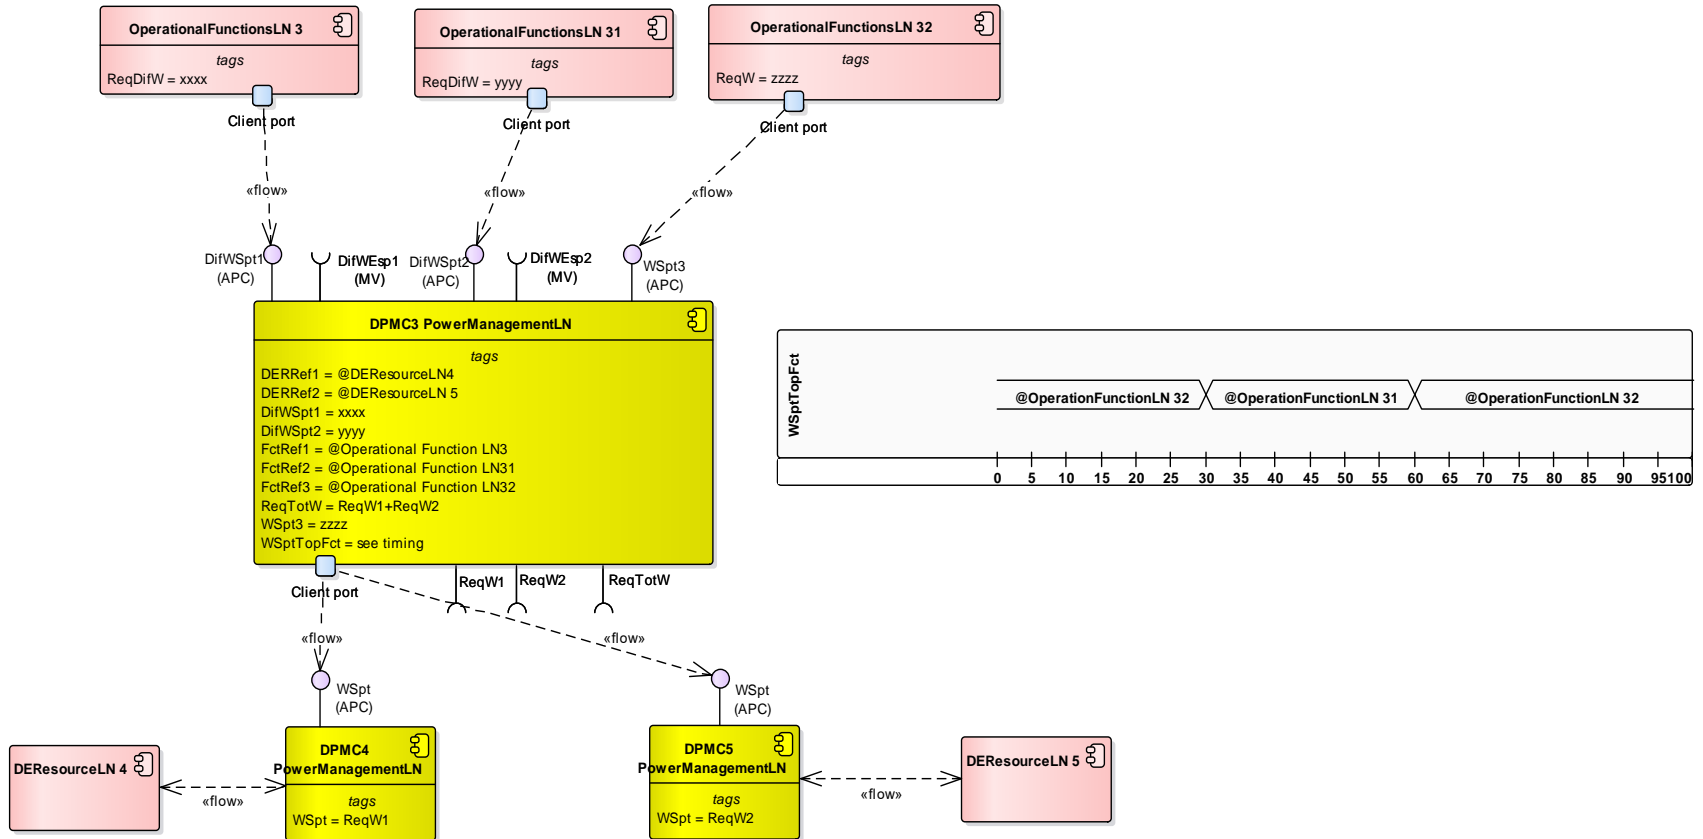 OperationalFunctionsLN 3
tags
ReqDifW = xxxx
Client port
«flow»
OperationalFunctionsLN 31
tags
ReqDifW = yyyy
Client port
«flow»
OperationalFunctionsLN 32
tags
ReqW = zzzz
Client port
«flow»
DifWSpt1
(APC)
DifWEsp1
(MV)
DifWSpt2
(APC)
DifWEsp2
(MV)
WSpt3
(APC)
DPMC3 PowerManagementLN
tags
DERRef1 = @DEResourceLN4
DERRef2 = @DEResourceLN 5
DifWSpt1 = xxxx
DifWSpt2 = yyyy
FctRef1 = @Operational Function LN3
FctRef2 = @Operational Function LN31
FctRef3 = @Operational Function LN32
ReqTotW = ReqW1+ReqW2
WSpt3 = zzzz
WSptTopFct = see timing
Client port
ReqW1
ReqW2
ReqTotW
«flow»
«flow»
WSpt
(APC)
WSpt
(APC)
DEResourceLN 4
«flow»
DPMC4
PowerManagementLN
tags
WSpt = ReqW1
DPMC5
PowerManagementLN
tags
WSpt = ReqW2
«flow»
DEResourceLN 5
WSptTopFct
@OperationFunctionLN 32
@OperationFunctionLN 31
@OperationFunctionLN 32
0 5 10 15 20 25 30 35 40 45 50 55 60 65 70 75 80 85 90 95 100